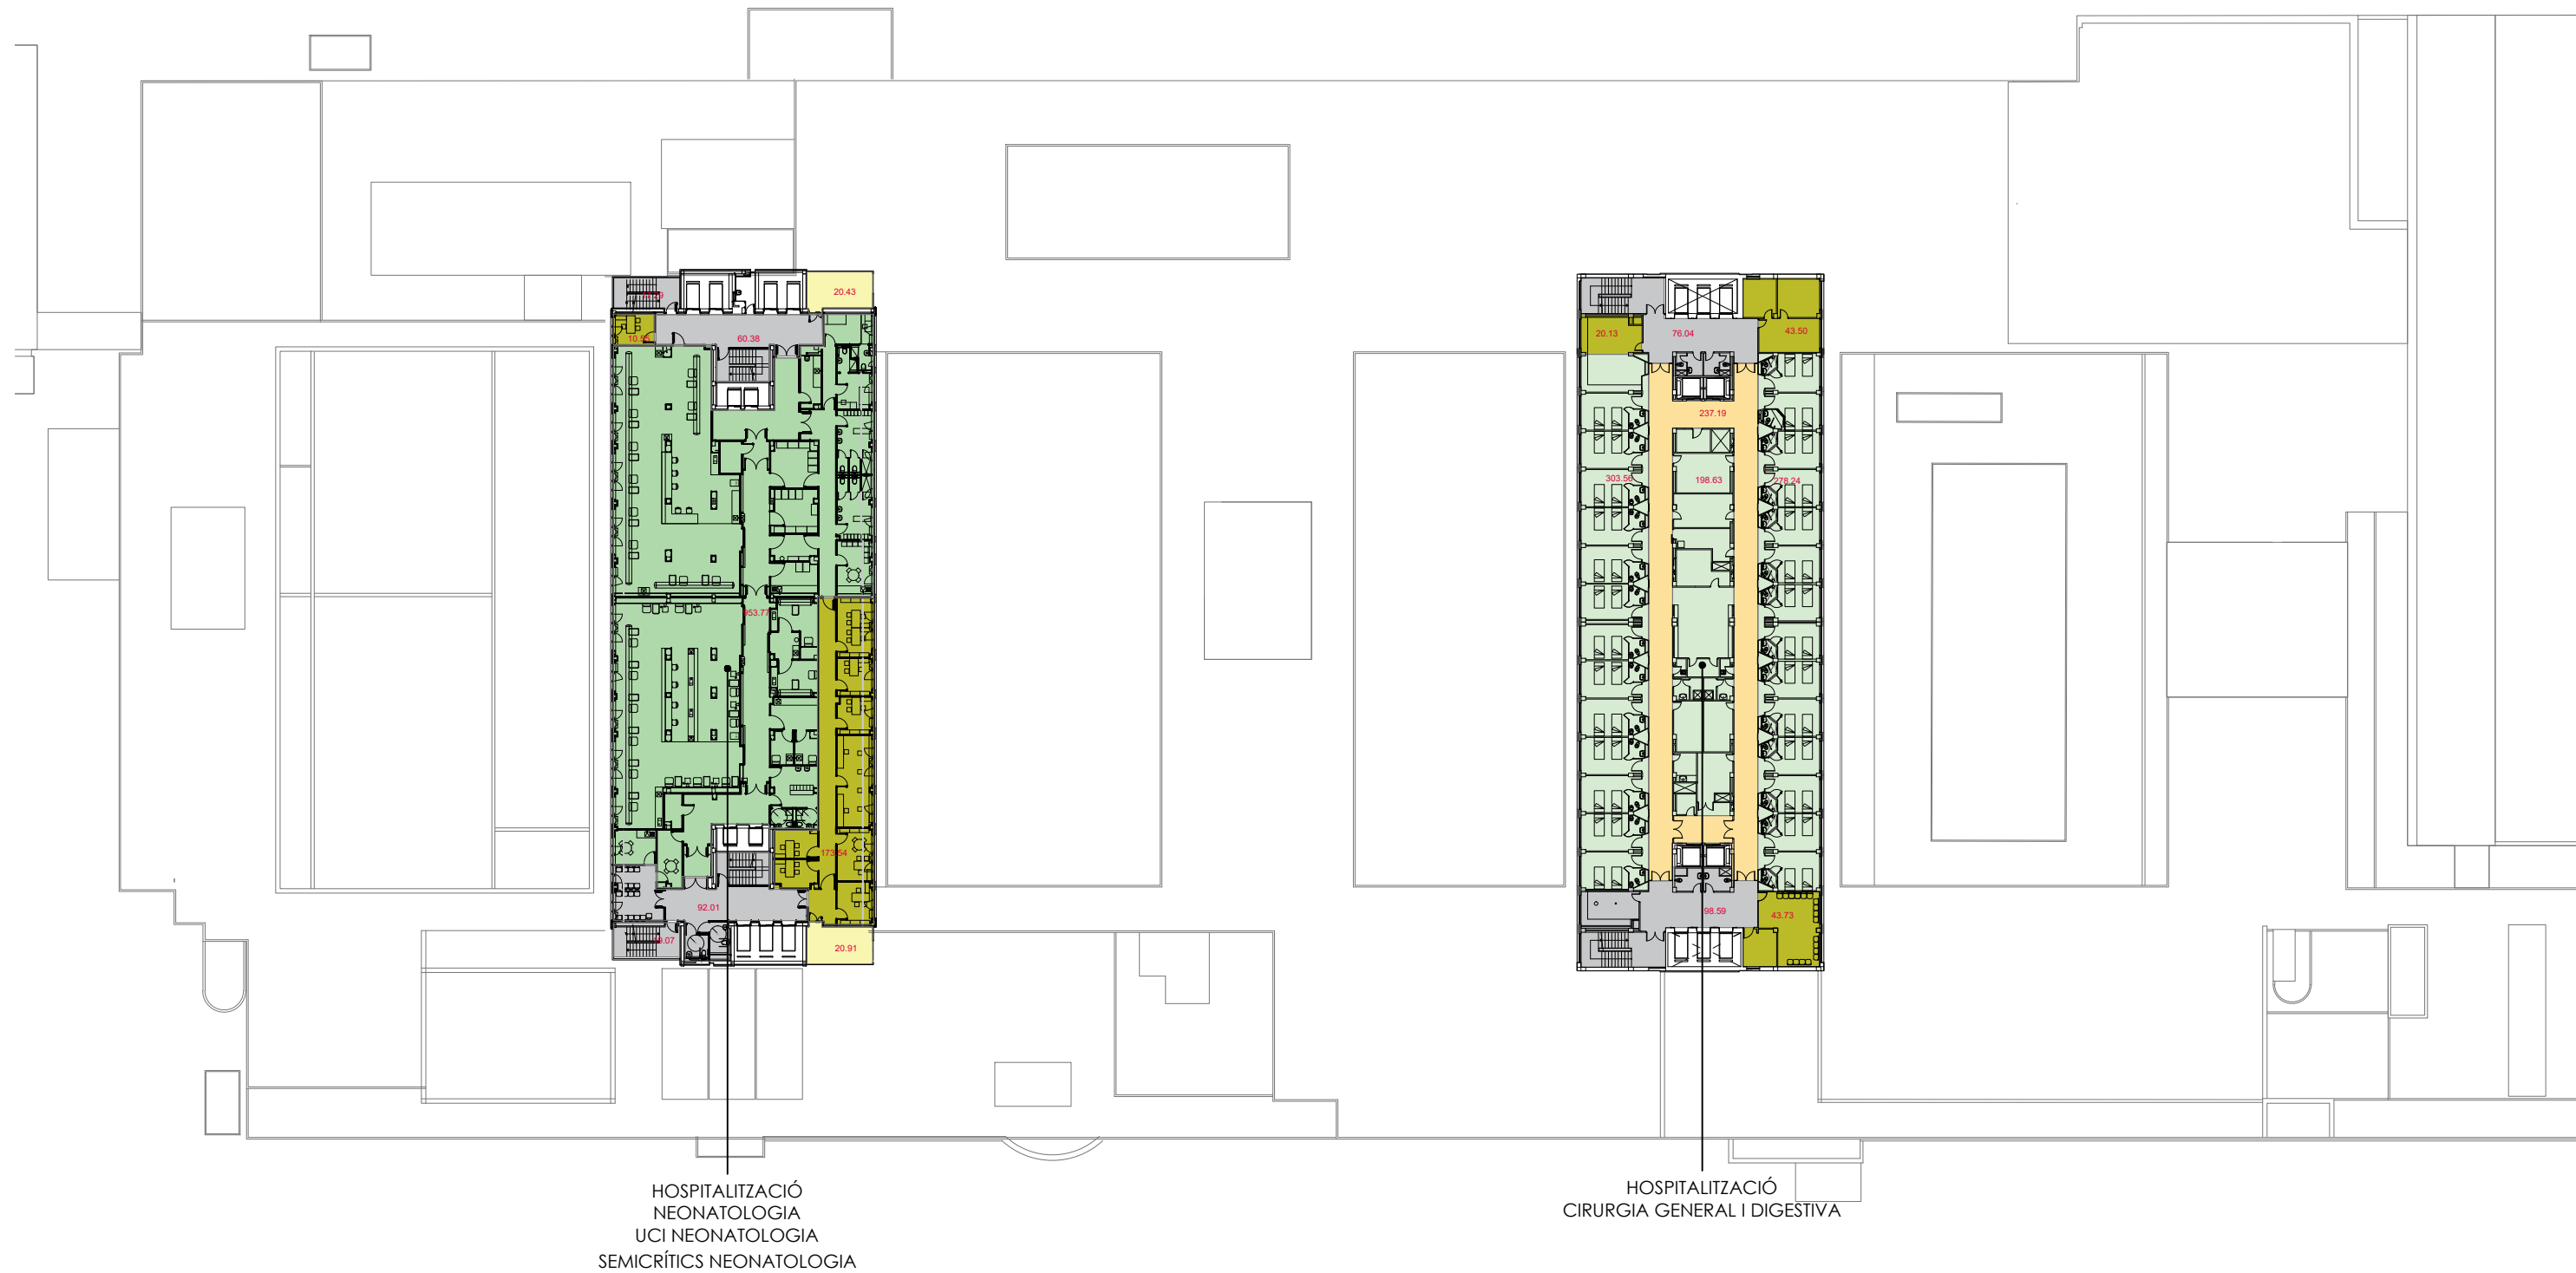 20.43
10.55
60.38
953.77
173.54
92.01
20.91
20.13
76.04
43.50
237.19
303.56
198.63
278.24
98.59
43.73
HOSPITALITZACIÓ
NEONATOLOGIA
UCI NEONATOLOGIA
SEMICRÍTICS NEONATOLOGIA
HOSPITALITZACIÓ
CIRURGIA GENERAL I DIGESTIVA